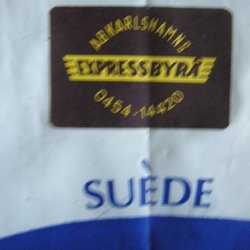 AB KARLSHAMNS
EXPRESSBYRÅ
0454-14420
SUÈDE